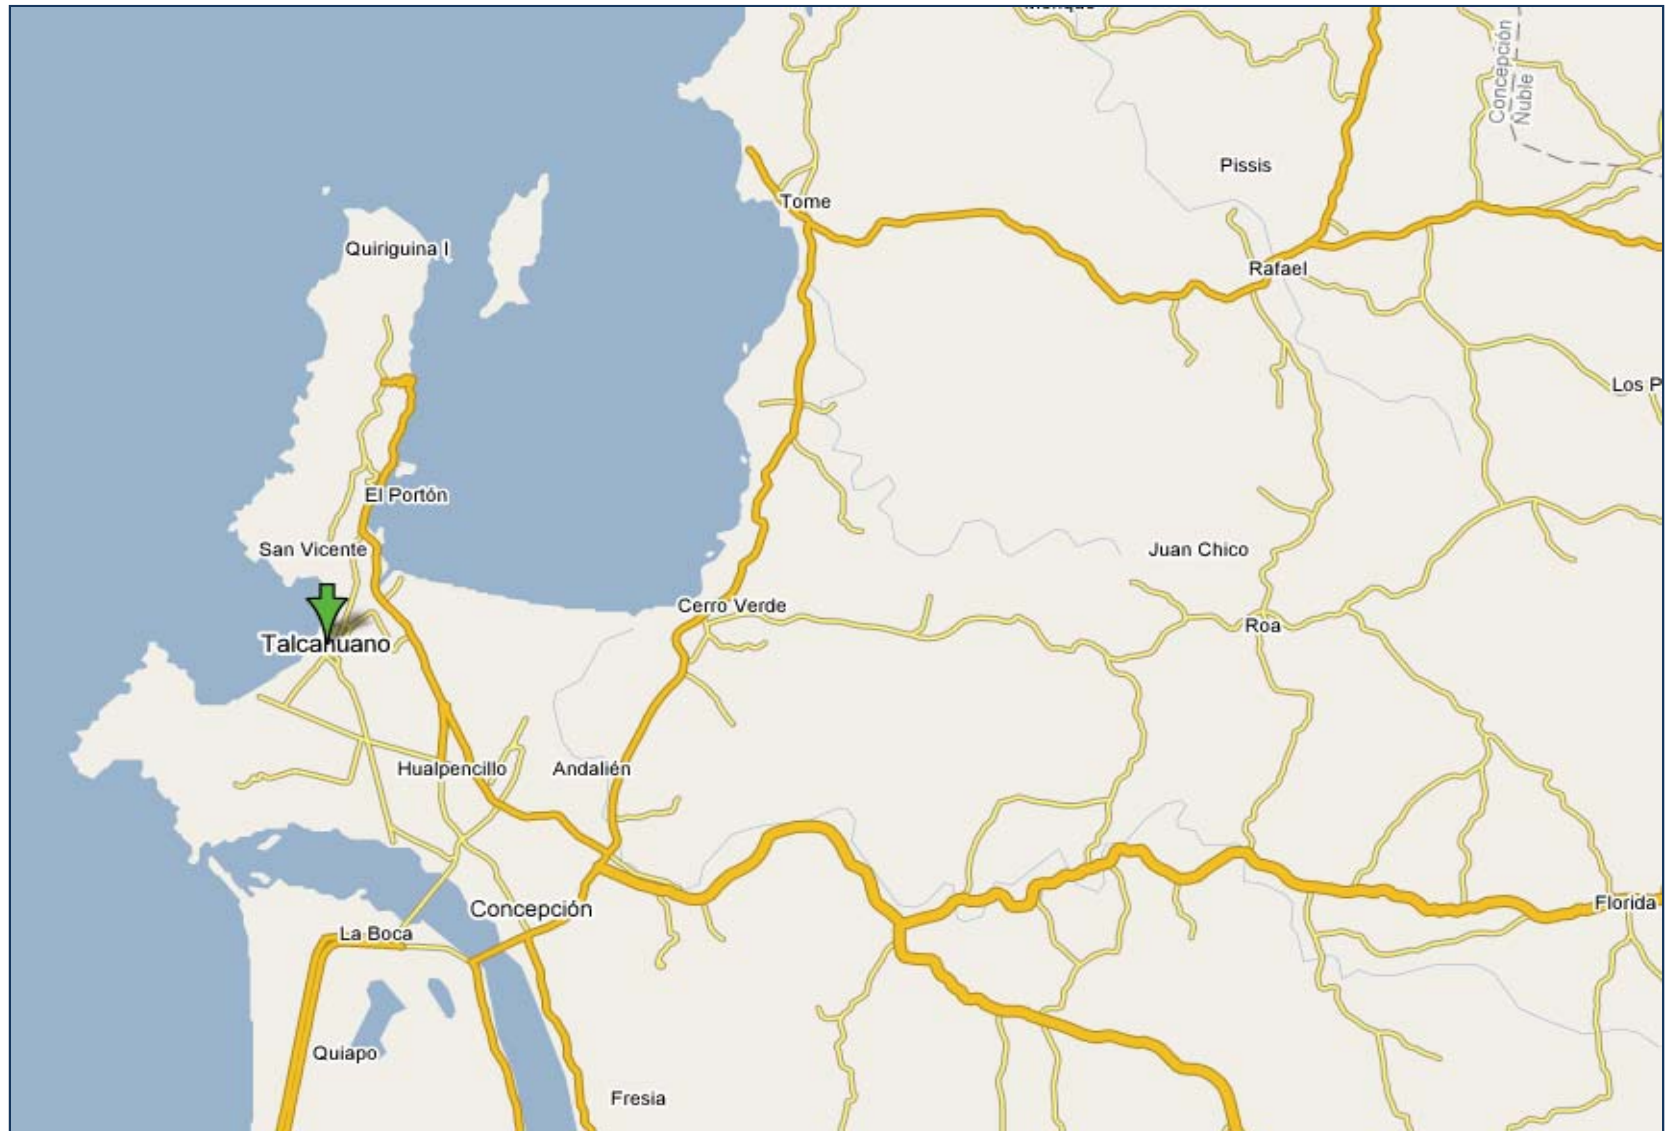 Concepción
Ñuble
Pissis
Tome
Quiriguina I
Rafael
Los P
El Portón
San Vicente
Juan Chico
Cerro Verde
Roa
Talcahuano
Hualpencillo
Andalién
Florida
Concepción
La Boca
Quiapo
Fresia